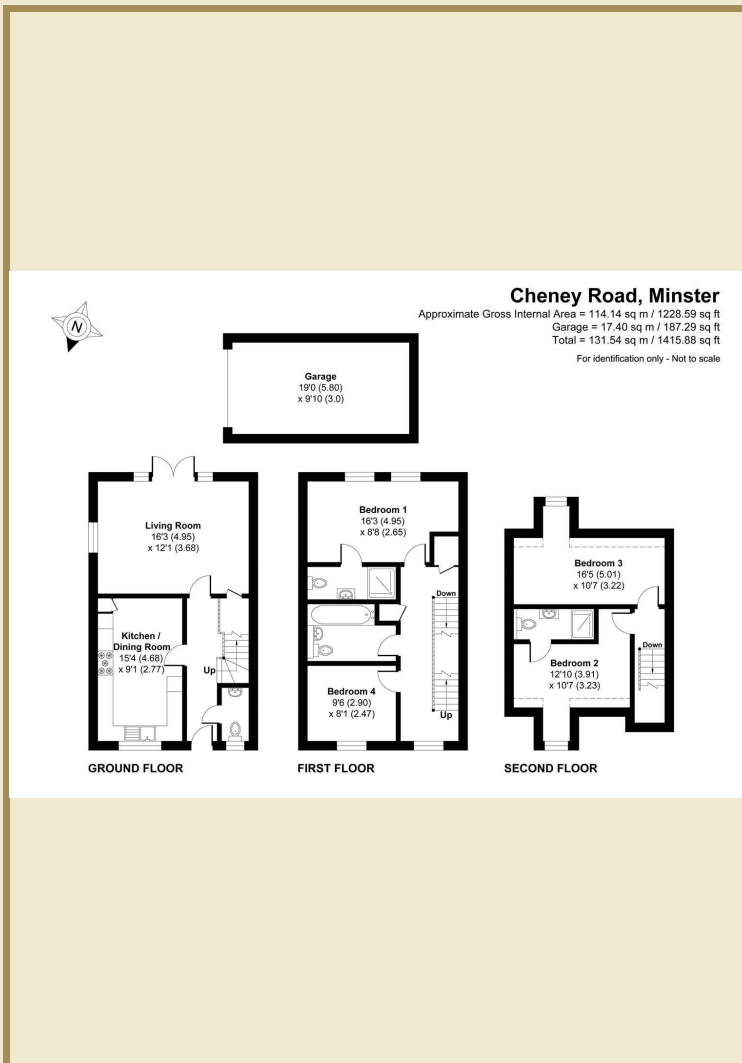 Cheney Road, Minster
Approximate Gross Internal Area = 114.14 sq m / 1228.59 sq ft
Garage = 17.40 sq m / 187.29 sq ft
Total = 131.54 sq m / 1415.88 sq ft
For identification only - Not to scale
N
Garage
19'0 (5.80)
x 9'10 (3.0)
Living Room
16'3 (4.95)
x 12'1 (3.68)
Kitchen /
Dining Room
15'4 (4.68)
x 9'1 (2.77)
Up
GROUND FLOOR
Bedroom 1
16'3 (4.95)
x 8'8 (2.65)
Down
Bedroom 4
9'6 (2.90)
x 8'1 (2.47)
Up
FIRST FLOOR
Bedroom 3
16'5 (5.01)
x 10'7 (3.22)
Bedroom 2
12'10 (3.91)
x 10'7 (3.23)
Down
SECOND FLOOR